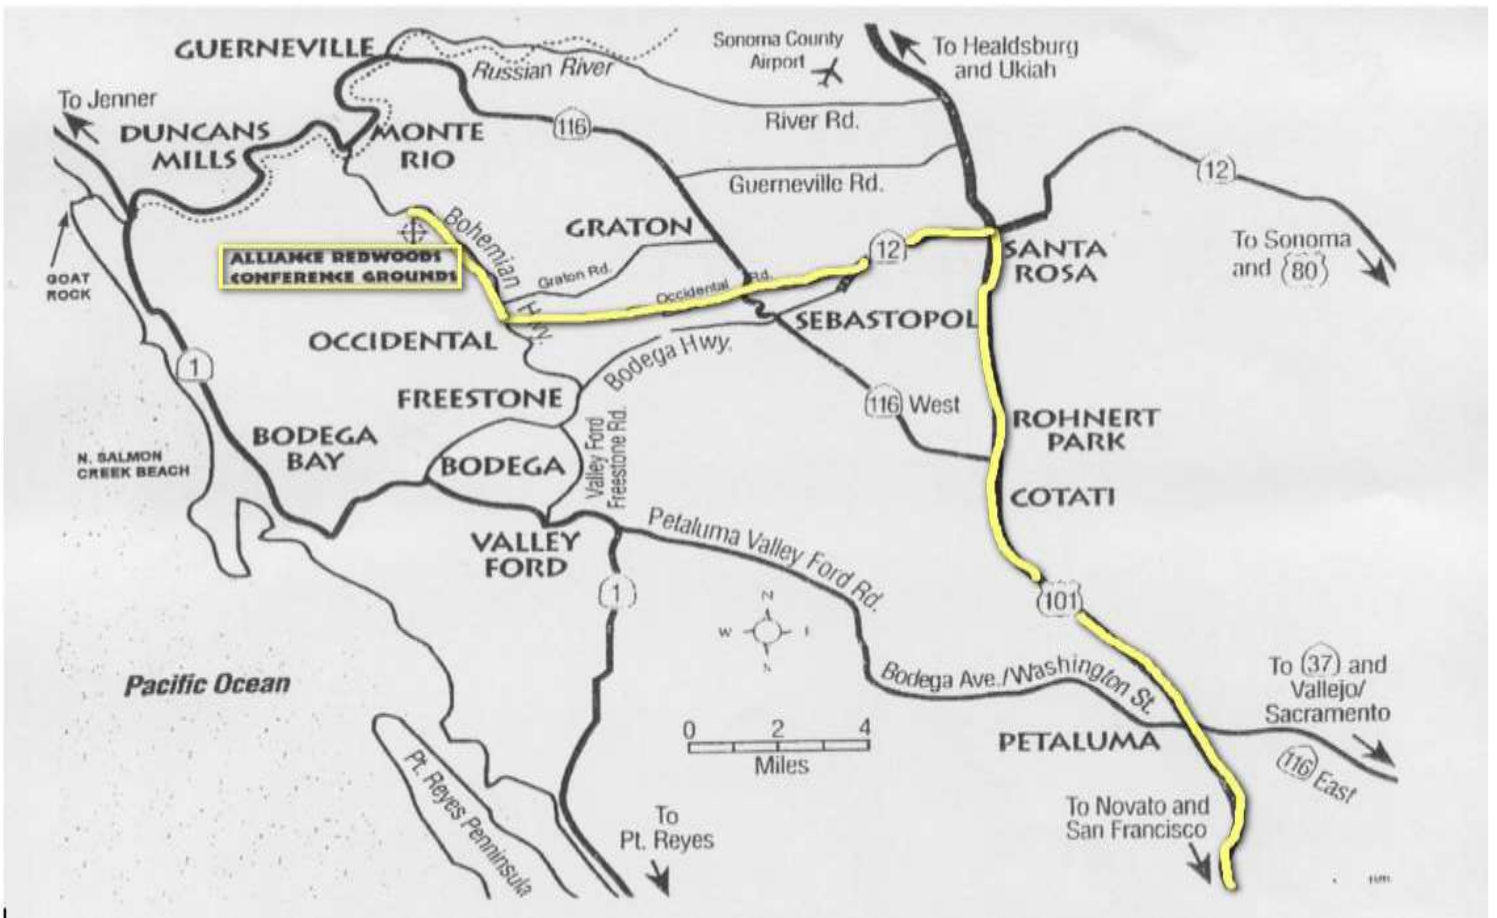 GUERNEVILLE
Russian River
Sonoma County
Airport
To Healdsburg
and Ukiah
To Jenner
DUNCANS
MILLS
MONTE
RIO
116
River Rd.
Guerneville Rd.
12
Bohemian
Hwy.
GRATON
12
SANTA
ROSA
To Sonoma
and 80
ALLIANCE REDWOODS
CONFERENCE GROUNDS
GOAT
ROCK
Graton Rd.
Occidental Rd.
SEBASTOPOL
OCCIDENTAL
Bodega Hwy.
1
FREESTONE
116 West
ROHNERT
PARK
BODEGA
BAY
N. SALMON
CREEK BEACH
BODEGA
Valley Ford
Freestone Rd.
COTATI
VALLEY
FORD
Petaluma Valley Ford Rd.
1
101
N
W
Pacific Ocean
Bodega Ave./Washington St.
To 37 and
Vallejo/
Sacramento
0 2 4
Miles
PETALUMA
116 East
Pt. Reyes Penninsula
To
Pt. Reyes
To Novato and
San Francisco